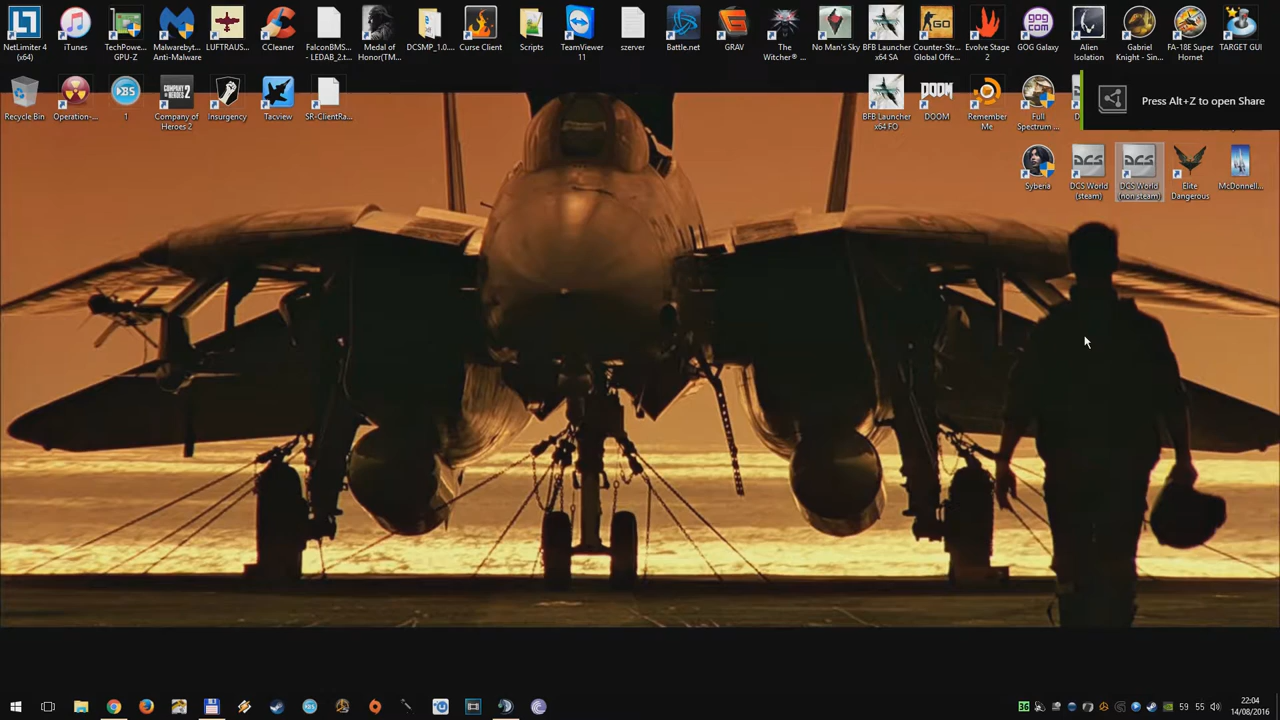 NetLimiter 4 (x64)
iTunes
TechPowe... GPU-Z
Malwarebyt... Anti-Malware
LUFTRAUS...
CCleaner
FalconBMS... - LEDAB_2.t...
Medal of Honor(TM...
DCSMP_1.0....
Curse Client
Scripts
TeamViewer 11
szerver
Battle.net
GRAV
The Witcher® ...
No Man's Sky
BFB Launcher x64 SA
Counter-Str... Global Offe...
Evolve Stage 2
GOG Galaxy
Alien Isolation
Gabriel Knight - Sin...
FA-18E Super Hornet
TARGET GUI
Recycle Bin
Operation-...
1
Company of Heroes 2
Insurgency
Tacview
SR-ClientRa...
BFB Launcher x64 FO
DOOM
Remember Me
Full Spectrum ...
Press Alt+Z to open Share
Syberia
DCS World (steam)
DCS World (non steam)
Elite Dangerous
McDonnell...
36
59
55
22:04
14/08/2016